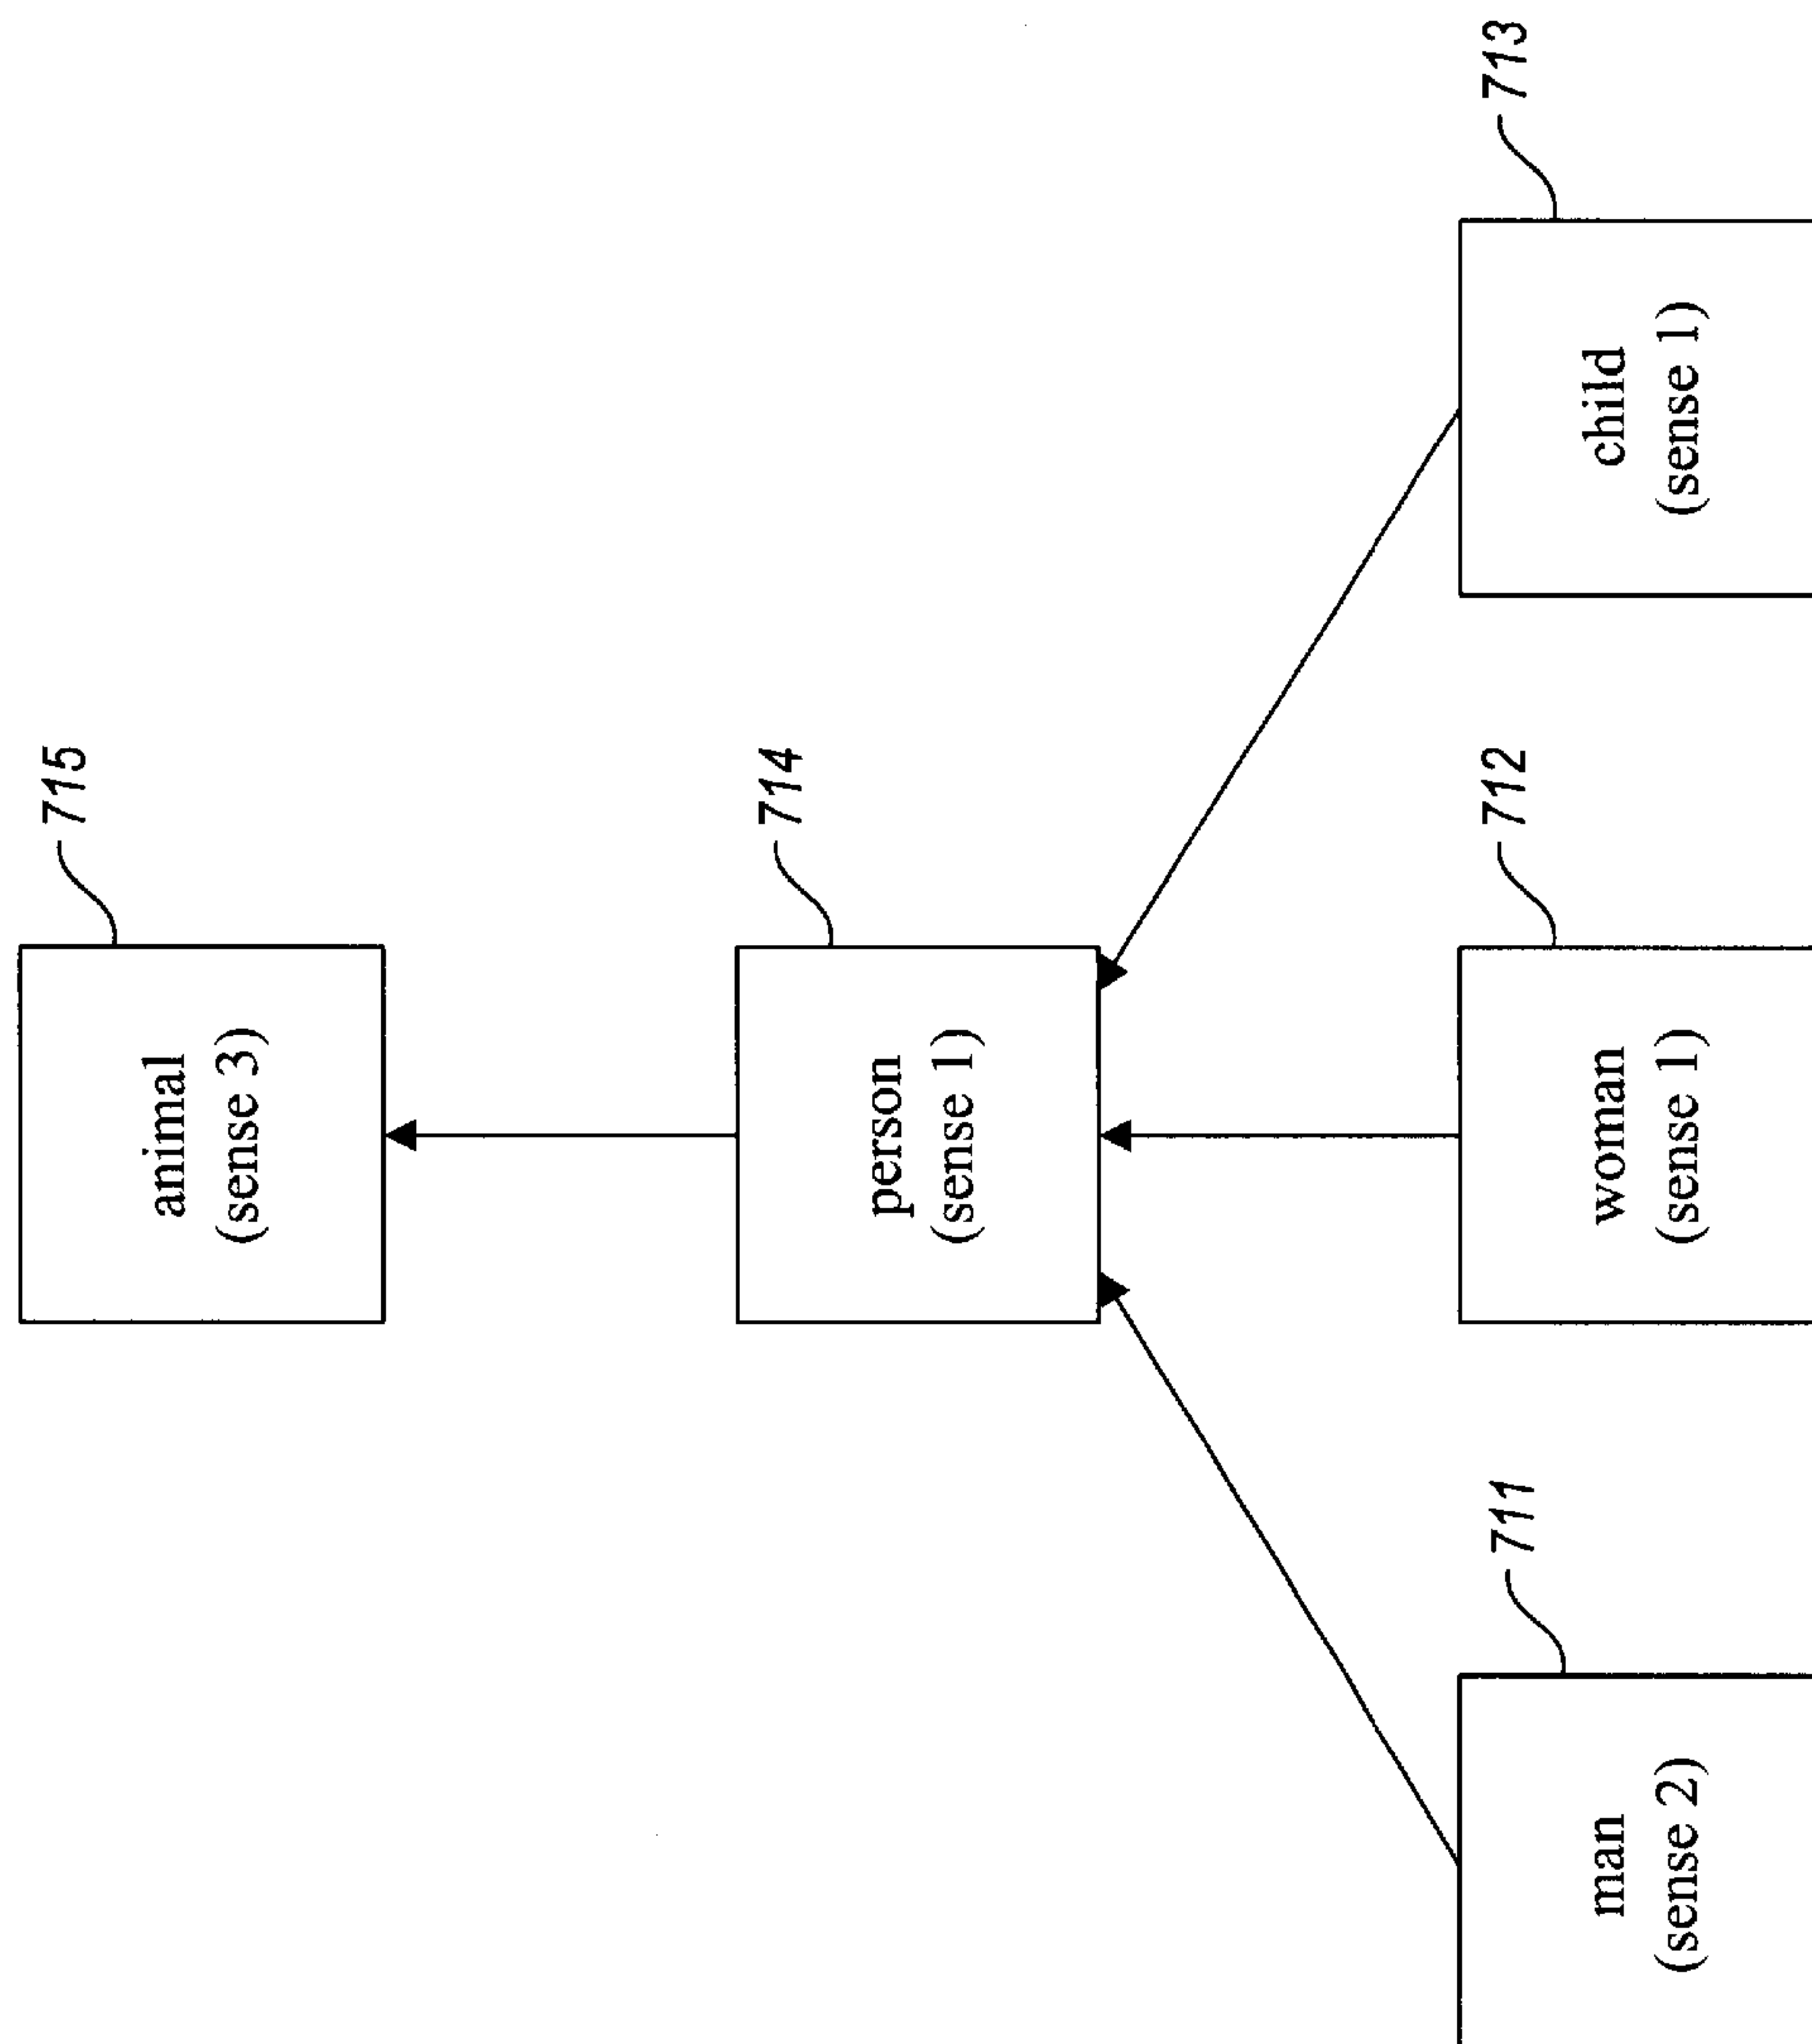 715
animal
(sense 3)
714
person
(sense 1)
711
man
(sense 2)
712
woman
(sense 1)
713
child
(sense 1)